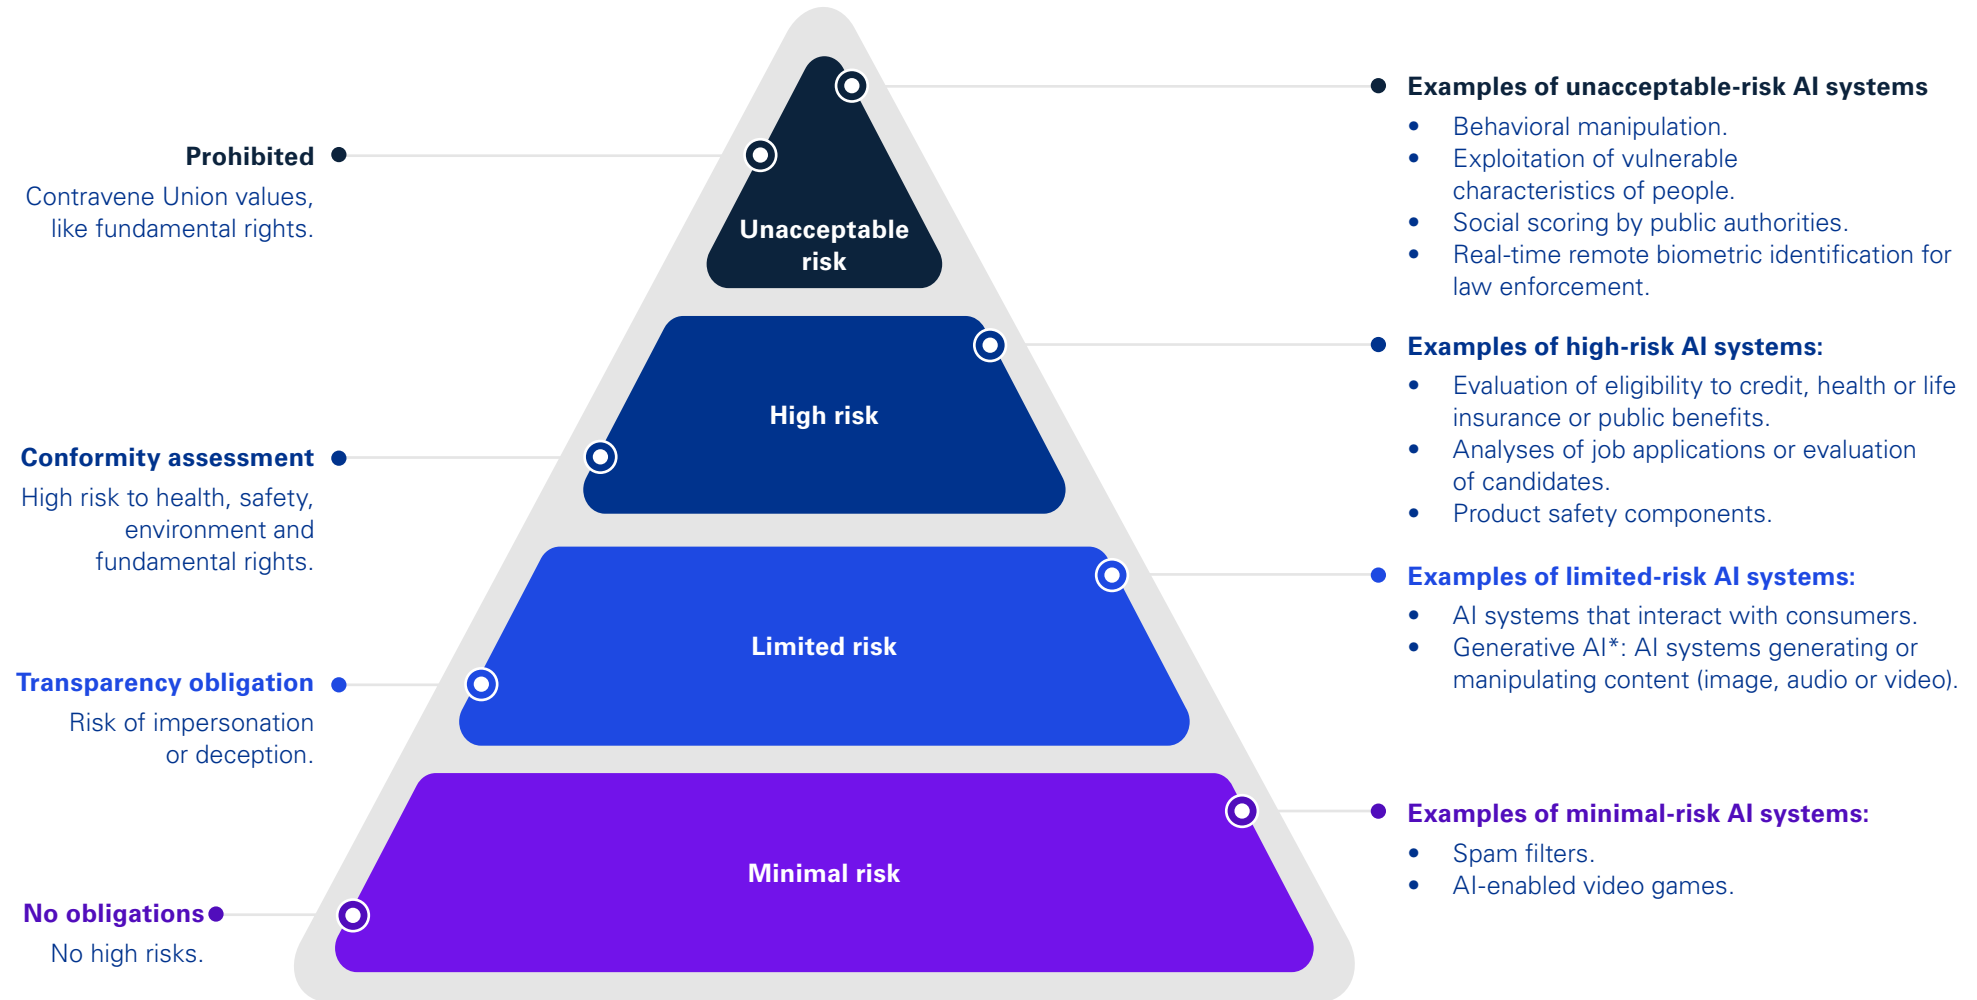 Prohibited
Contravene Union values,
like fundamental rights.
Unacceptable
risk
Examples of unacceptable-risk AI systems
• Behavioral manipulation.
• Exploitation of vulnerable
characteristics of people.
• Social scoring by public authorities.
• Real-time remote biometric identification for
law enforcement.
Conformity assessment
High risk to health, safety,
environment and
fundamental rights.
High risk
Examples of high-risk AI systems:
• Evaluation of eligibility to credit, health or life
insurance or public benefits.
• Analyses of job applications or evaluation
of candidates.
• Product safety components.
Transparency obligation
Risk of impersonation
or deception.
Limited risk
Examples of limited-risk AI systems:
• AI systems that interact with consumers.
• Generative AI*: AI systems generating or
manipulating content (image, audio or video).
No obligations
No high risks.
Minimal risk
Examples of minimal-risk AI systems:
• Spam filters.
• AI-enabled video games.